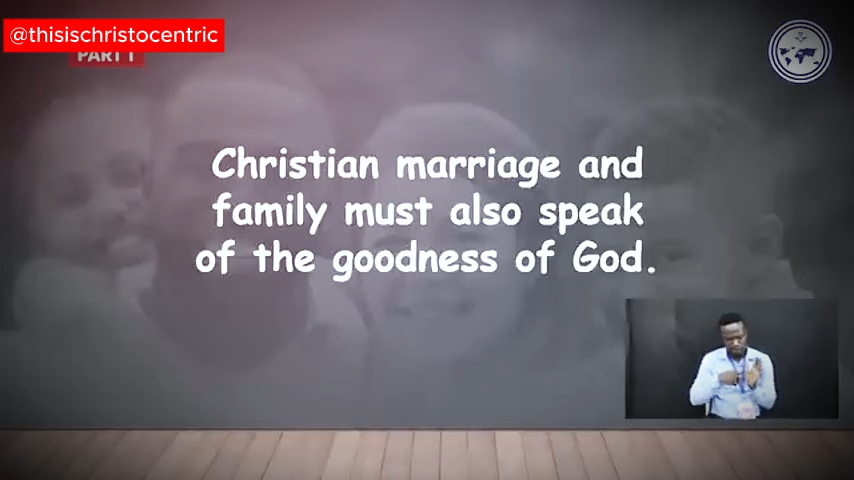 @thisischristocentric
PART 1
Christian marriage and
family must also speak
of the goodness of God.